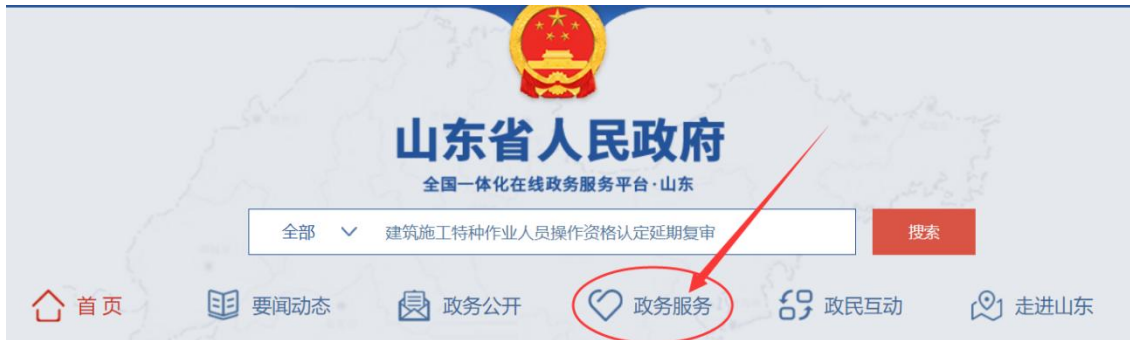 山东省人民政府
全国一体化在线政务服务平台·山东
全部 建筑施工特种作业人员操作资格认定延期复审 搜索
首页 要闻动态 政务公开 政务服务 政民互动 走进山东